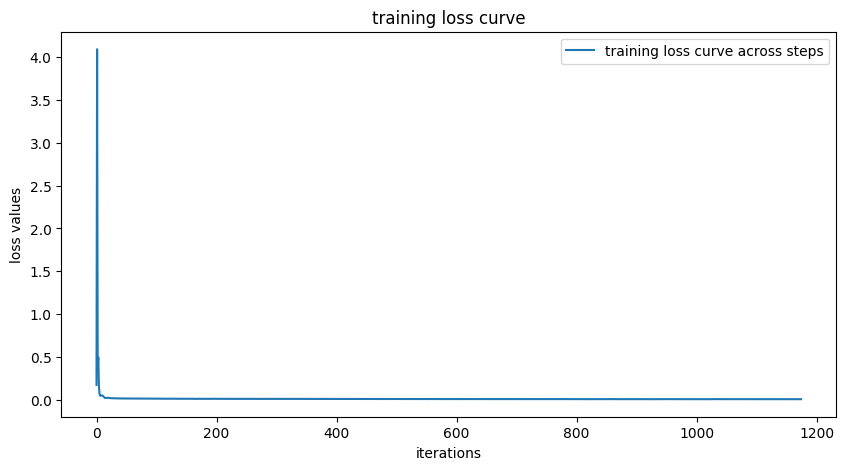 training loss curve
training loss curve across steps
4.0
3.5
3.0
2.5
2.0
1.5
1.0
0.5
0.0
loss values
0 200 400 600 800 1000 1200
iterations